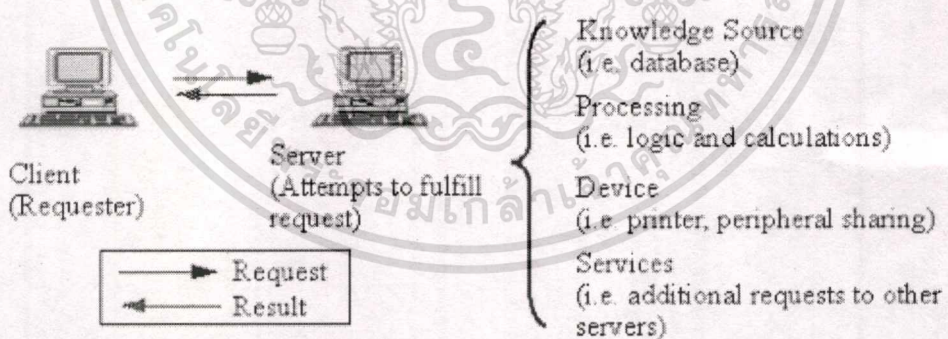 Client
(Requester)
Server
(Attempts to fulfill
request)
Request
Result
Knowledge Source
(i.e. database)
Processing
(i.e. logic and calculations)
Device
(i.e. printer, peripheral sharing)
Services
(i.e. additional requests to other
servers)